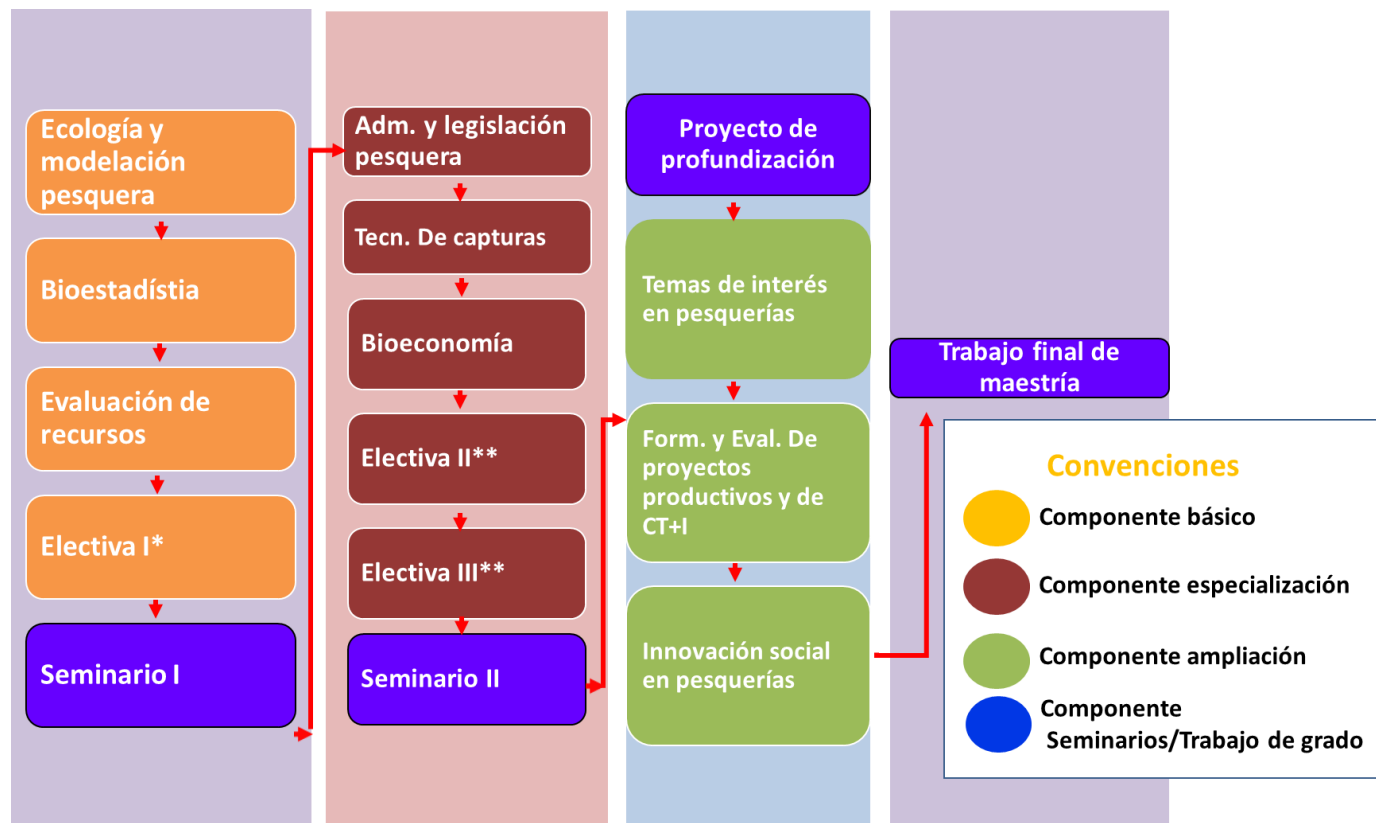 Ecología y
modelación
pesquera
Bioestadístia
Evaluación de
recursos
Electiva I*
Seminario I
Adm. y legislación
pesquera
Tecn. De capturas
Bioeconomía
Electiva II**
Electiva III**
Seminario II
Proyecto de
profundización
Temas de interés
en pesquerías
Form. y Eval. De
proyectos
productivos y de
CT+I
Innovación social
en pesquerías
Trabajo final de
maestría
Convenciones
Componente básico
Componente especialización
Componente ampliación
Componente
Seminarios/Trabajo de grado